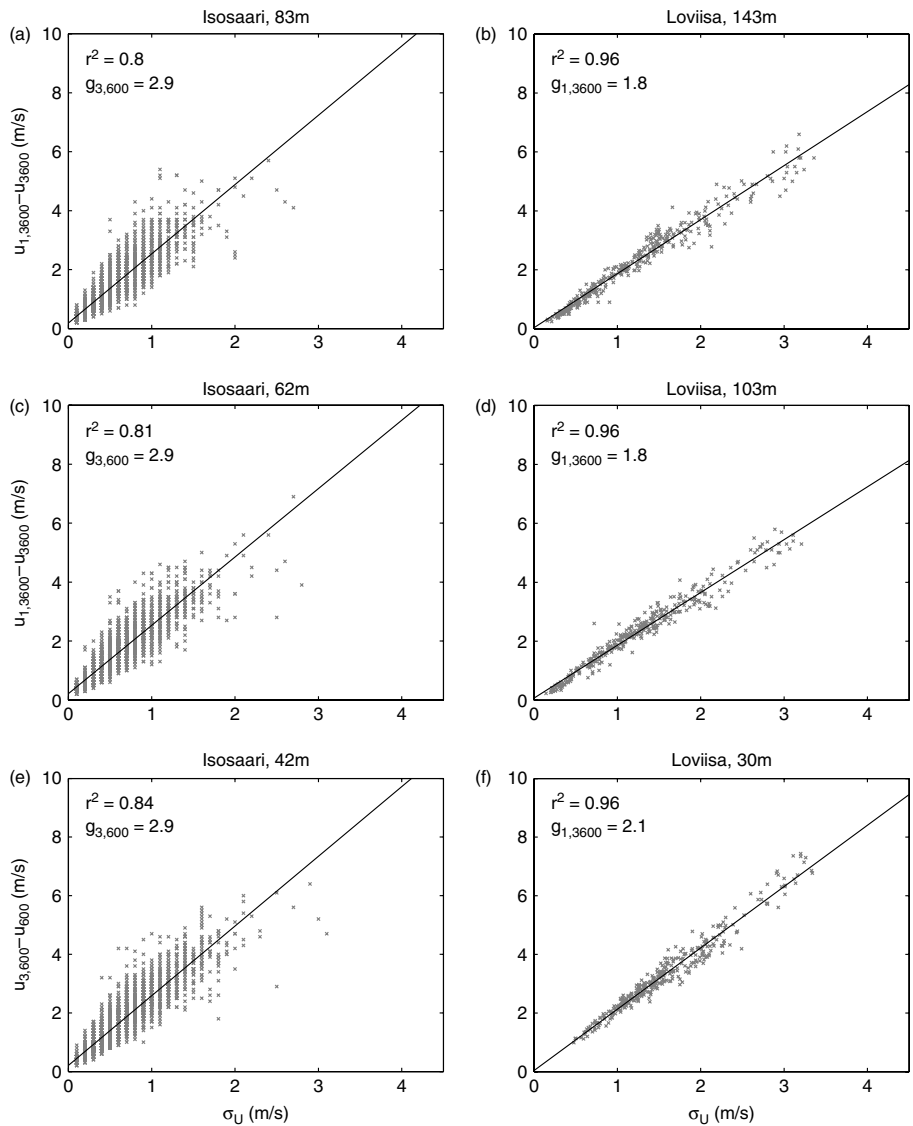 (a)
Isosaari, 83m
r² = 0.8
g3,600 = 2.9
u1,3600−u3600 (m/s)
10
8
6
4
2
0
0 1 2 3 4
(b)
Loviisa, 143m
r² = 0.96
g1,3600 = 1.8
10
8
6
4
2
0
0 1 2 3 4
(c)
Isosaari, 62m
r² = 0.81
g3,600 = 2.9
u1,3600−u3600 (m/s)
10
8
6
4
2
0
0 1 2 3 4
(d)
Loviisa, 103m
r² = 0.96
g1,3600 = 1.8
10
8
6
4
2
0
0 1 2 3 4
(e)
Isosaari, 42m
r² = 0.84
g3,600 = 2.9
u3,600−u600 (m/s)
10
8
6
4
2
0
0 1 2 3 4
σU (m/s)
(f)
Loviisa, 30m
r² = 0.96
g1,3600 = 2.1
10
8
6
4
2
0
0 1 2 3 4
σU (m/s)